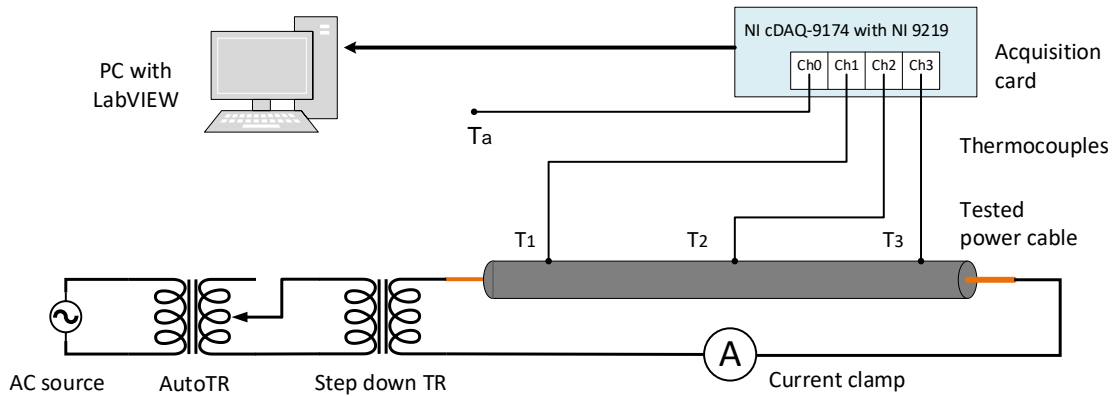 NI cDAQ-9174 with NI 9219
Ch0 Ch1 Ch2 Ch3
Acquisition
card
PC with
LabVIEW
Ta
Thermocouples
Tested
power cable
T1 T2 T3
A
AC source
AutoTR
Step down TR
Current clamp